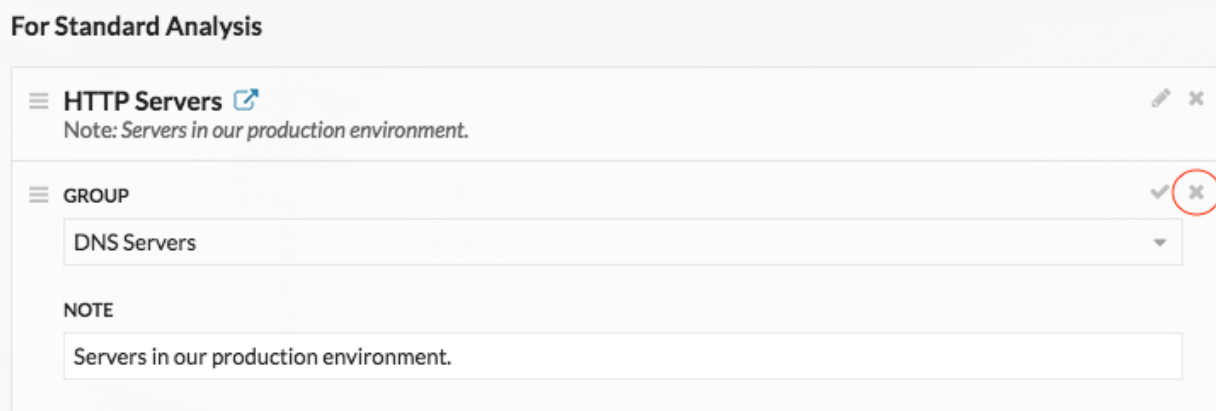 For Standard Analysis
HTTP Servers
Note: Servers in our production environment.
GROUP
DNS Servers
NOTE
Servers in our production environment.